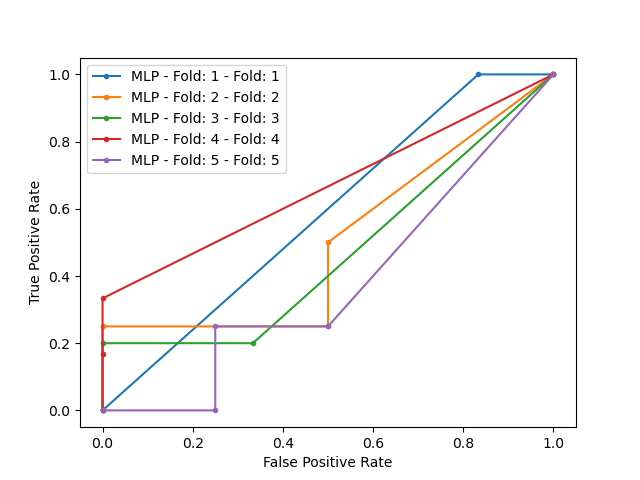 MLP - Fold: 1 - Fold: 1
MLP - Fold: 2 - Fold: 2
MLP - Fold: 3 - Fold: 3
MLP - Fold: 4 - Fold: 4
MLP - Fold: 5 - Fold: 5
1.0
0.8
0.6
0.4
0.2
0.0
True Positive Rate
0.0 0.2 0.4 0.6 0.8 1.0
False Positive Rate